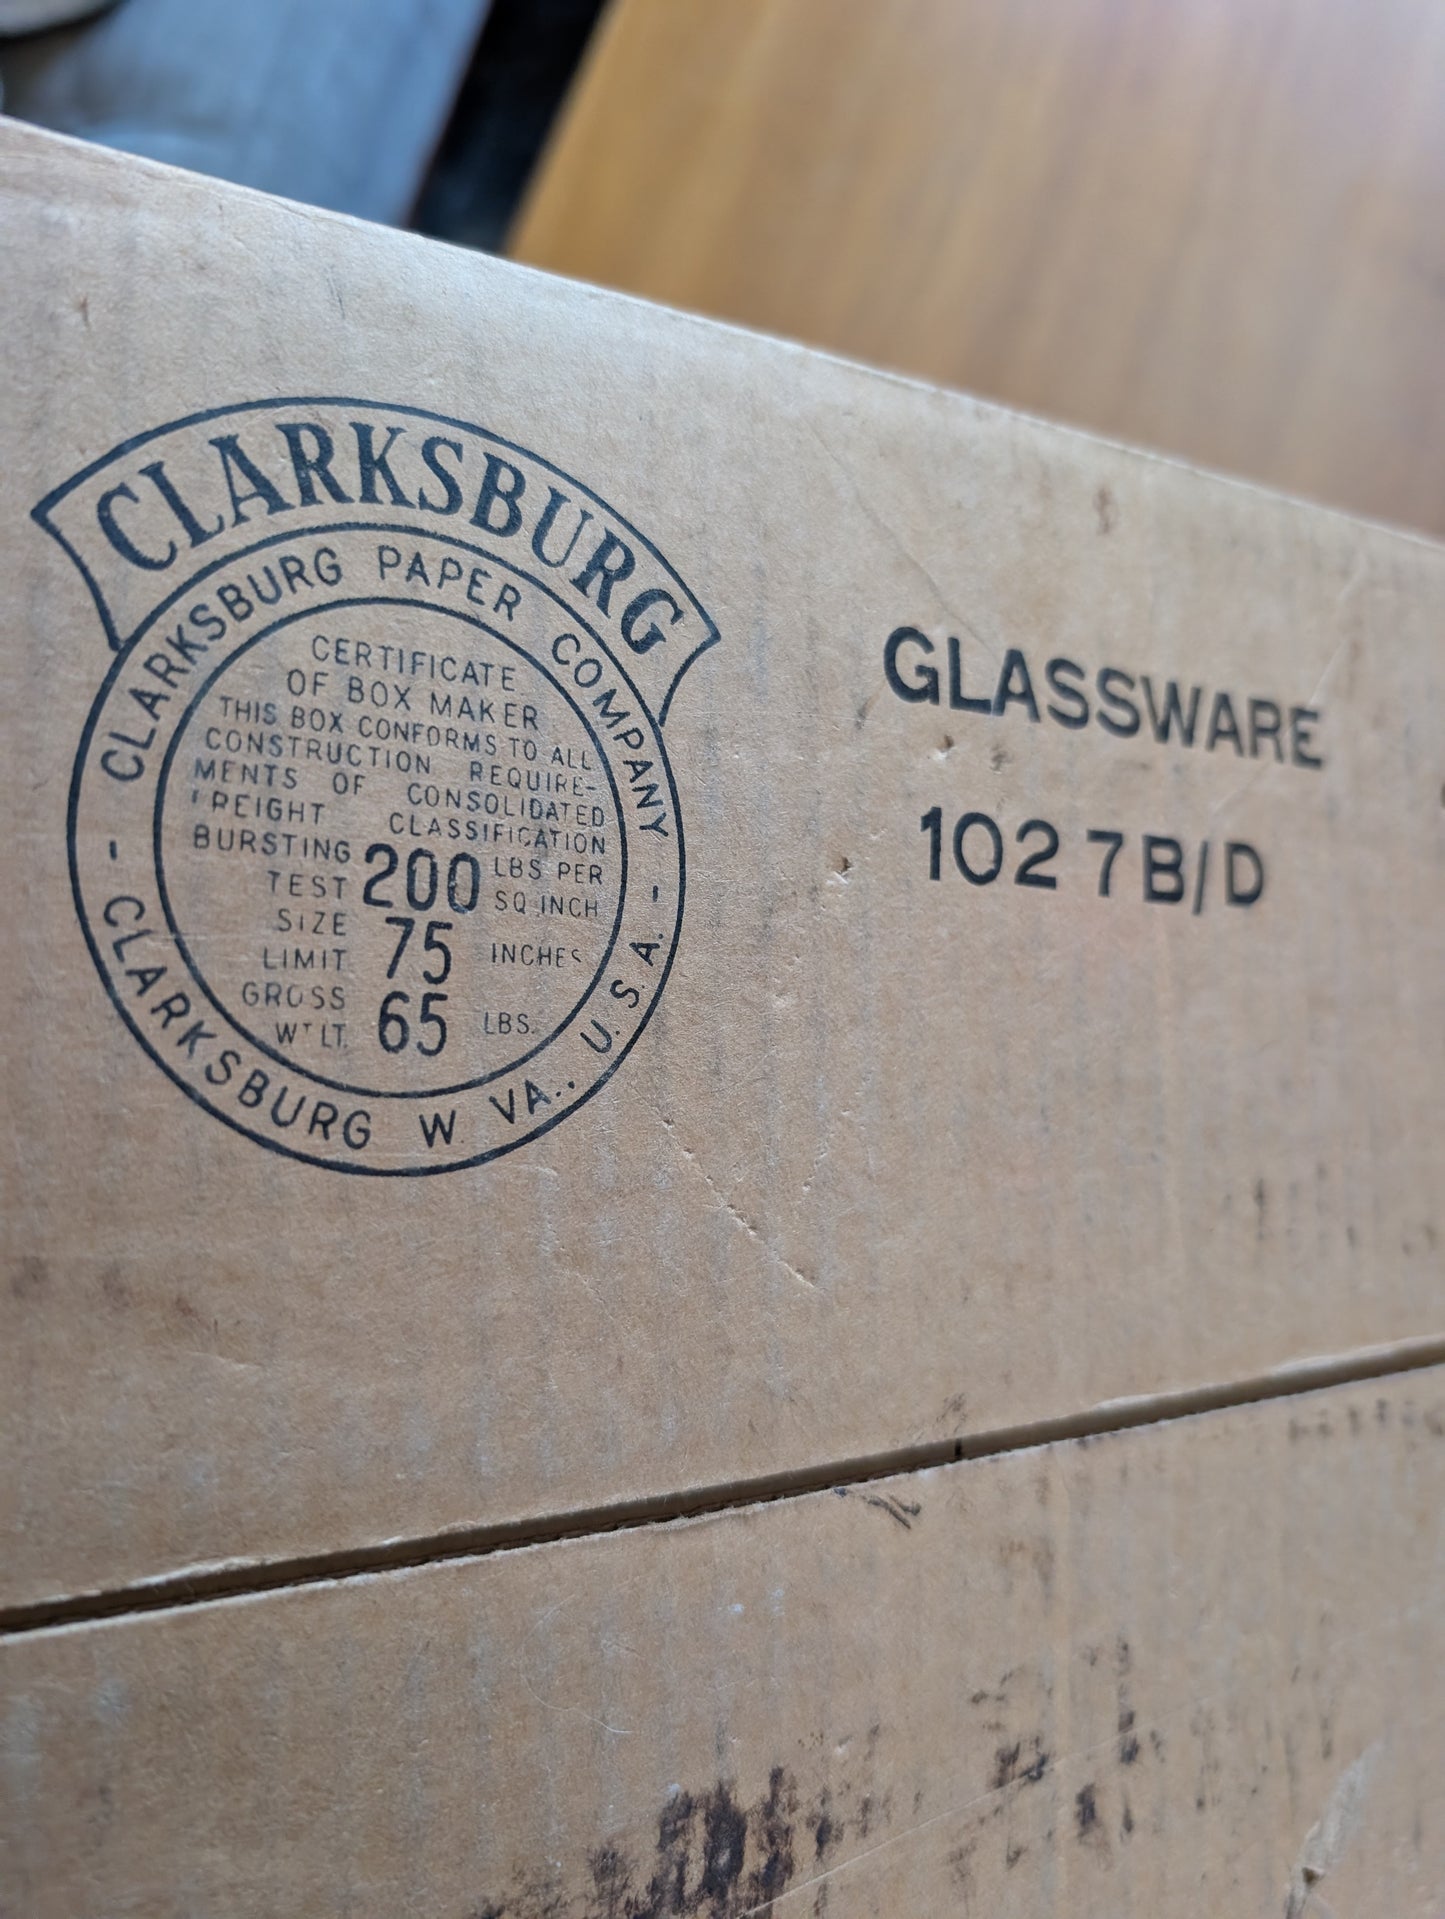 CLARKSBURG
CLARKSBURG PAPER COMPANY
CERTIFICATE
OF BOX MAKER
THIS BOX CONFORMS TO ALL
CONSTRUCTION REQUIRE-
MENTS OF CONSOLIDATED
FREIGHT CLASSIFICATION
BURSTING TEST 200 LBS PER SQ INCH
SIZE LIMIT 75 INCHES
GROSS WT LT. 65 LBS.
- CLARKSBURG W. VA., U.S.A. -
GLASSWARE
1027B/D